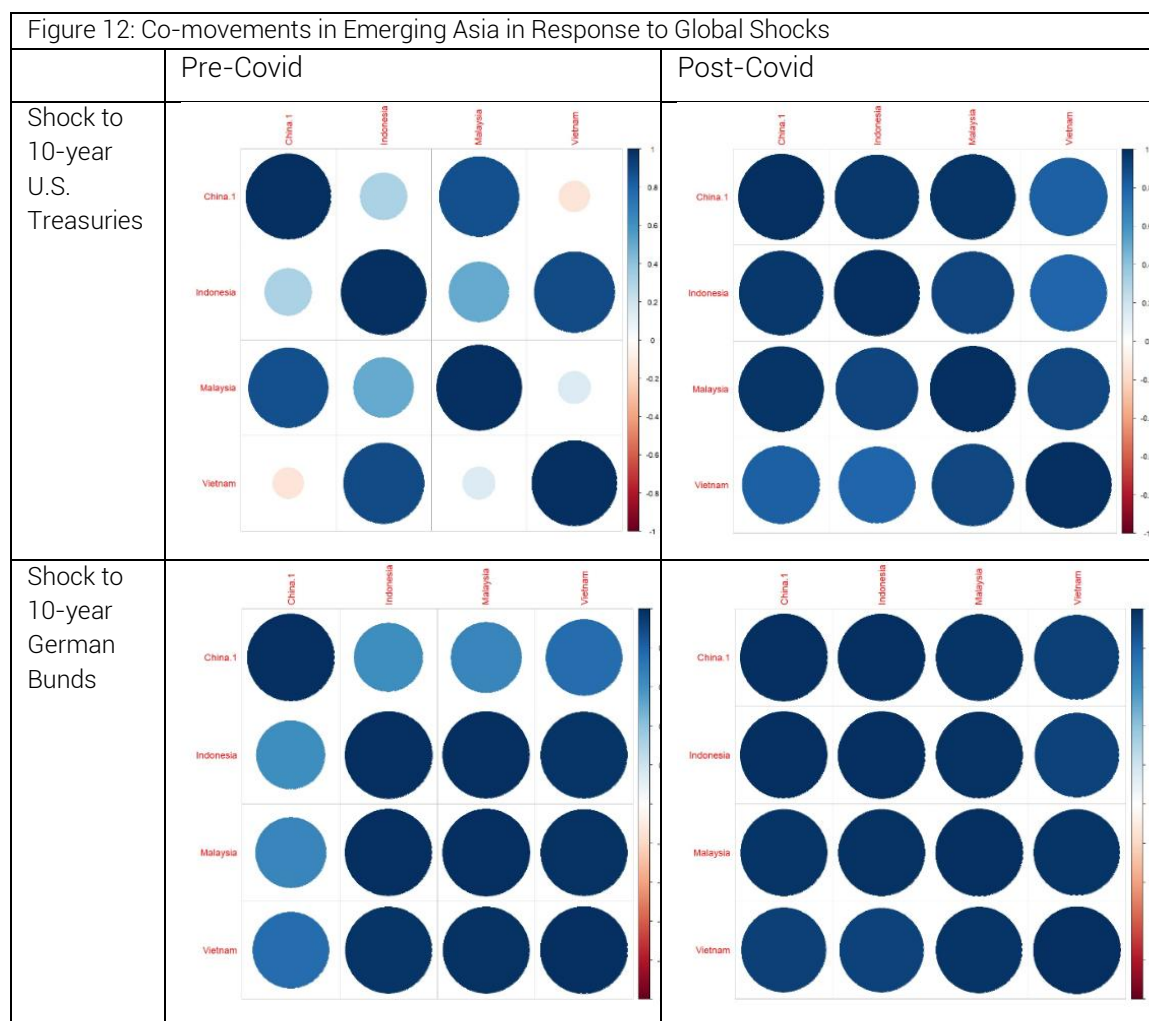 Figure 12: Co-movements in Emerging Asia in Response to Global Shocks
Pre-Covid
Post-Covid
Shock to
10-year
U.S.
Treasuries
China.1
Indonesia
Malaysia
Vietnam
China.1
Indonesia
Malaysia
Vietnam
1
0.8
0.6
0.4
0.2
0
-0.2
-0.4
-0.6
-0.8
-1
China.1
Indonesia
Malaysia
Vietnam
China.1
Indonesia
Malaysia
Vietnam
Shock to
10-year
German
Bunds
China.1
Indonesia
Malaysia
Vietnam
China.1
Indonesia
Malaysia
Vietnam
China.1
Indonesia
Malaysia
Vietnam
China.1
Indonesia
Malaysia
Vietnam